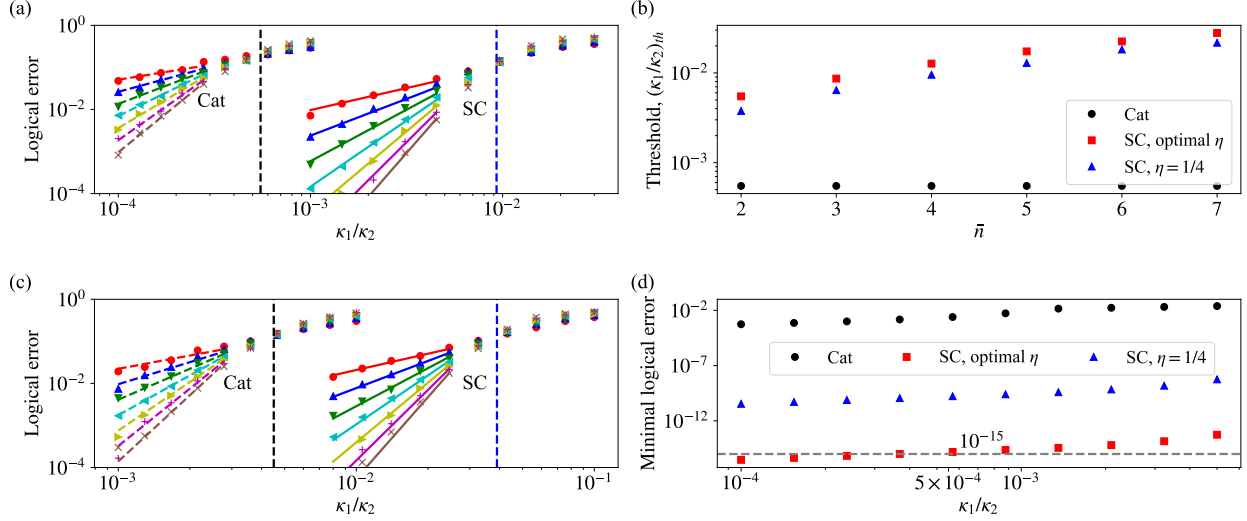 (a)
Logical error
10⁰
10⁻²
10⁻⁴
Cat
SC
10⁻⁴
10⁻³
10⁻²
κ₁/κ₂
(b)
Threshold, (κ₁/κ₂)ₜₕ
10⁻²
10⁻³
Cat
SC, optimal η
SC, η = 1/4
2
3
4
5
6
7
n̄
(c)
Logical error
10⁰
10⁻²
10⁻⁴
Cat
SC
10⁻³
10⁻²
10⁻¹
κ₁/κ₂
(d)
Minimal logical error
10⁻²
10⁻⁷
10⁻¹²
Cat
SC, optimal η
SC, η = 1/4
10⁻¹⁵
10⁻⁴
5 × 10⁻⁴
10⁻³
κ₁/κ₂